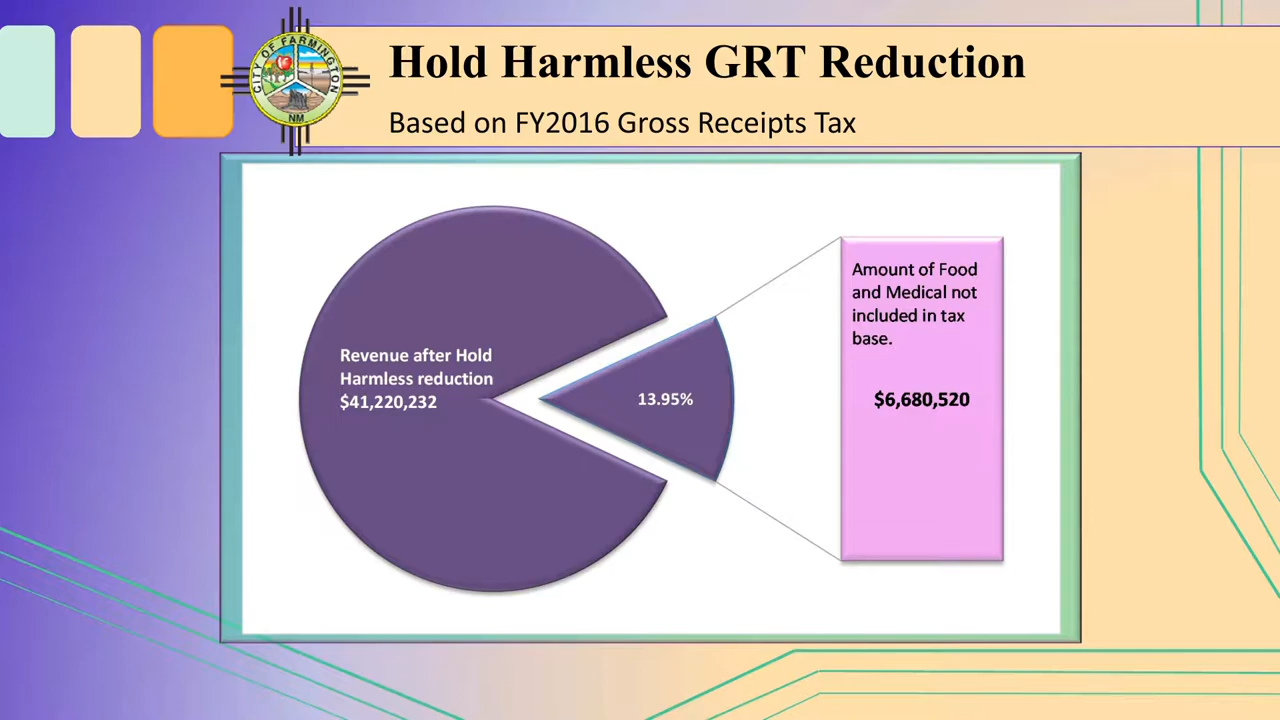 CITY OF FARMINGTON
NM
Hold Harmless GRT Reduction
Based on FY2016 Gross Receipts Tax
Revenue after Hold
Harmless reduction
$41,220,232
13.95%
Amount of Food
and Medical not
included in tax
base.
$6,680,520